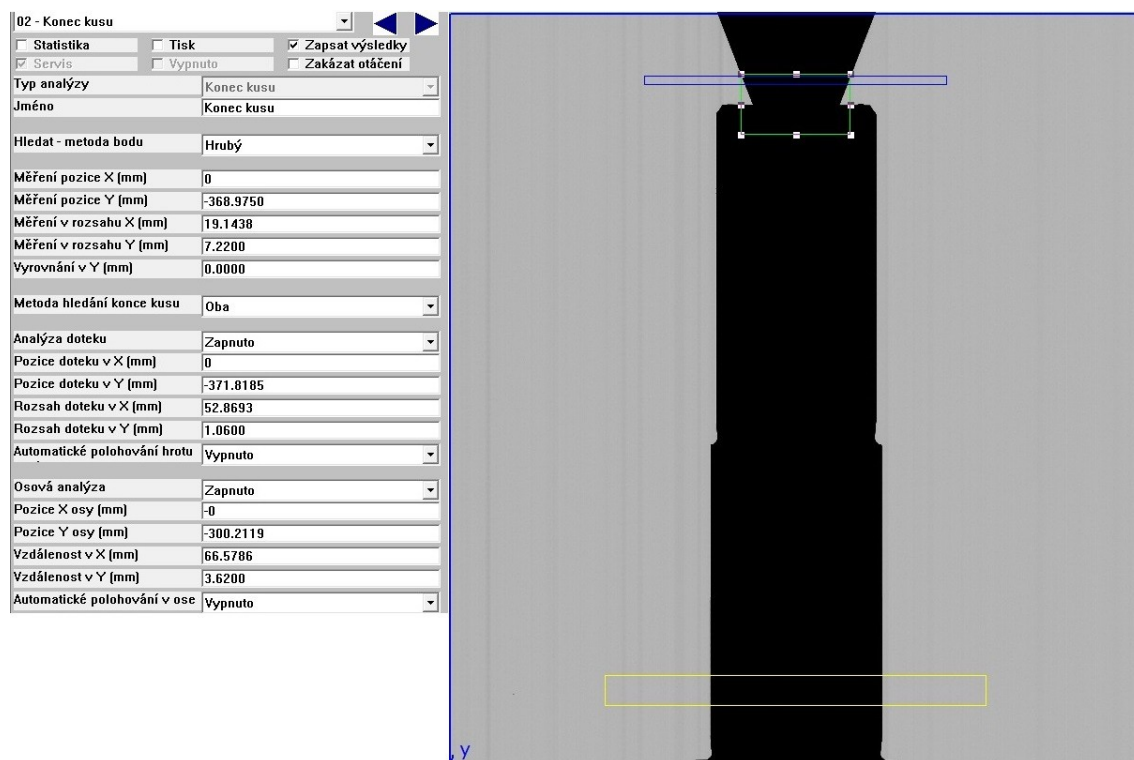 02 - Konec kusu
Statistika Tisk Zapsat výsledky
Servis Vypnuto Zakázat otáčení
Typ analýzy Konec kusu
Jméno Konec kusu
Hledat - metoda bodu Hrubý
Měření pozice X (mm) 0
Měření pozice Y (mm) -368.9750
Měření v rozsahu X (mm) 19.1438
Měření v rozsahu Y (mm) 7.2200
Vyrovnání v Y (mm) 0.0000
Metoda hledání konce kusu Oba
Analýza doteku Zapnuto
Pozice doteku v X (mm) 0
Pozice doteku v Y (mm) -371.8185
Rozsah doteku v X (mm) 52.8693
Rozsah doteku v Y (mm) 1.0600
Automatické polohování hrotu Vypnuto
Osová analýza Zapnuto
Pozice X osy (mm) -0
Pozice Y osy (mm) -300.2119
Vzdálenost v X (mm) 66.5786
Vzdálenost v Y (mm) 3.6200
Automatické polohování v ose Vypnuto
, y